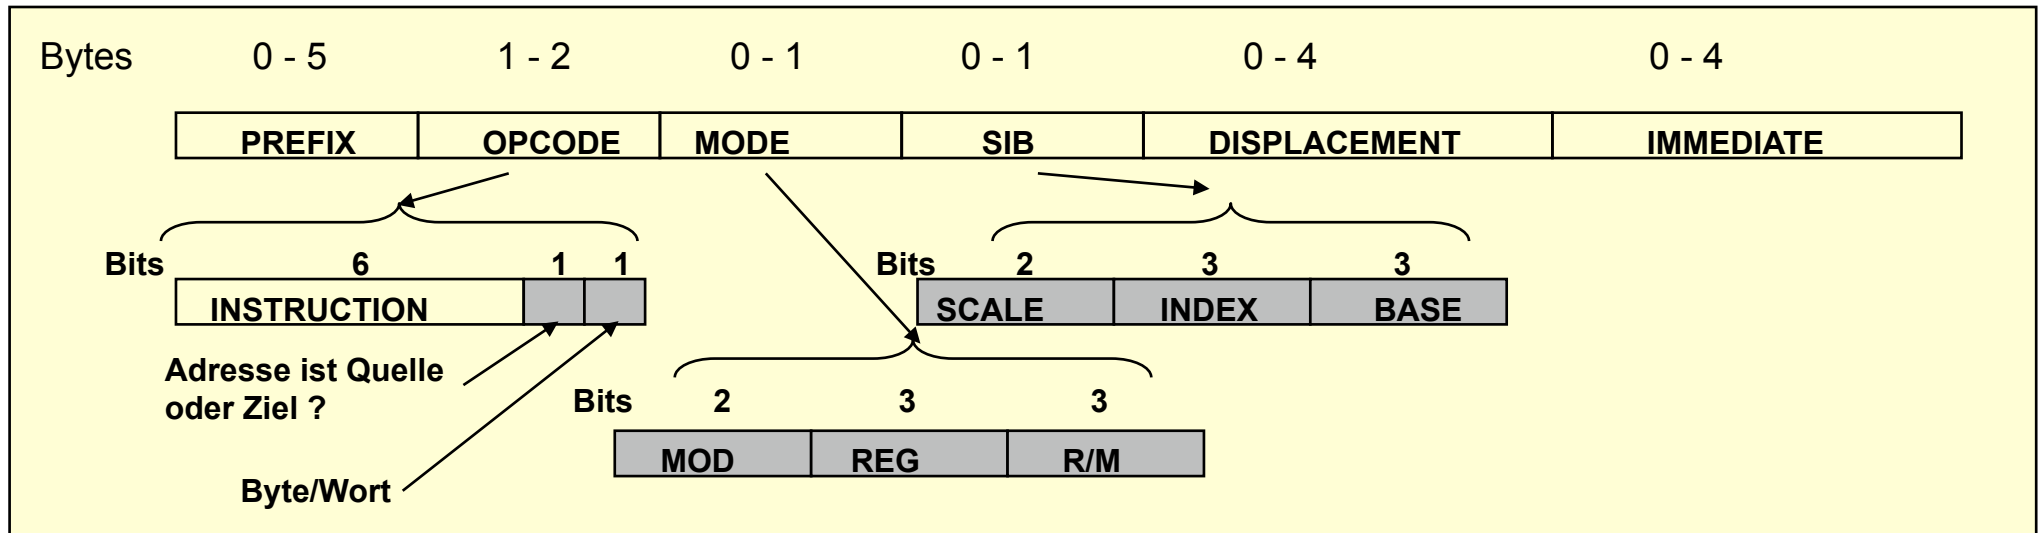 Bytes 0 - 5 1 - 2 0 - 1 0 - 1 0 - 4 0 - 4
PREFIX OPCODE MODE SIB DISPLACEMENT IMMEDIATE
Bits 6 1 1
INSTRUCTION
Bits 2 3 3
SCALE INDEX BASE
Adresse ist Quelle
oder Ziel ?
Bits 2 3 3
MOD REG R/M
Byte/Wort